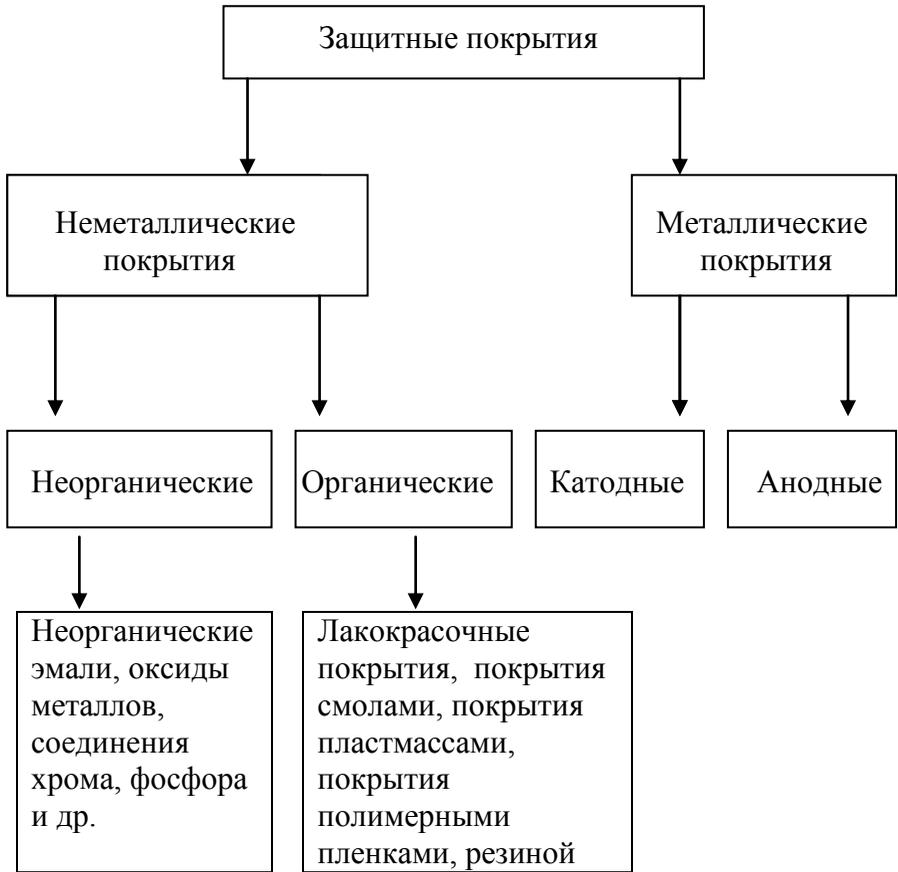 Защитные покрытия
Неметаллические
покрытия
Металлические
покрытия
Неорганические
Органические
Катодные
Анодные
Неорганические
эмали, оксиды
металлов,
соединения
хрома, фосфора
и др.
Лакокрасочные
покрытия, покрытия
смолами, покрытия
пластмассами,
покрытия
полимерными
пленками, резиной